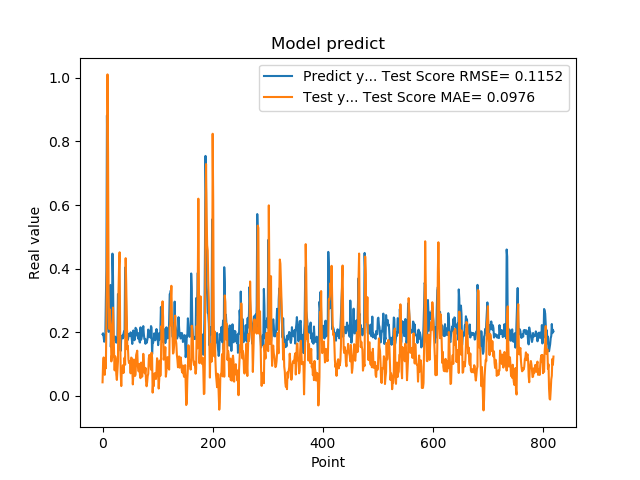 Model predict
Predict y... Test Score RMSE= 0.1152
Test y... Test Score MAE= 0.0976
1.0
0.8
0.6
0.4
0.2
0.0
Real value
0 200 400 600 800
Point